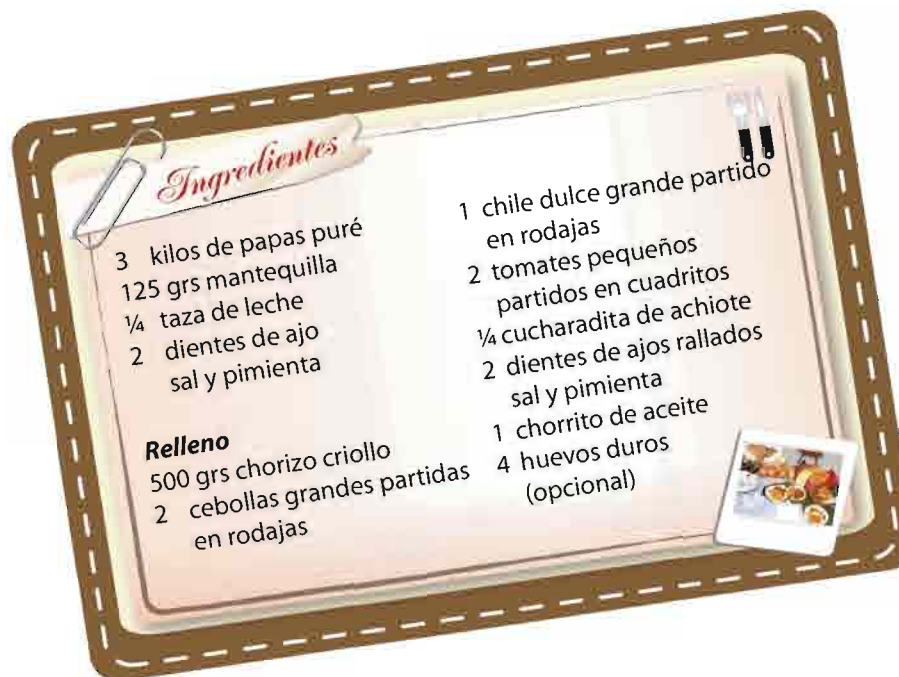 Ingredientes
3 kilos de papas puré
125 grs mantequilla
¼ taza de leche
2 dientes de ajo
sal y pimienta
Relleno
500 grs chorizo criollo
2 cebollas grandes partidas
en rodajas
1 chile dulce grande partido
en rodajas
2 tomates pequeños
partidos en cuadritos
¼ cucharadita de achiote
2 dientes de ajos rallados
sal y pimienta
1 chorrito de aceite
4 huevos duros
(opcional)